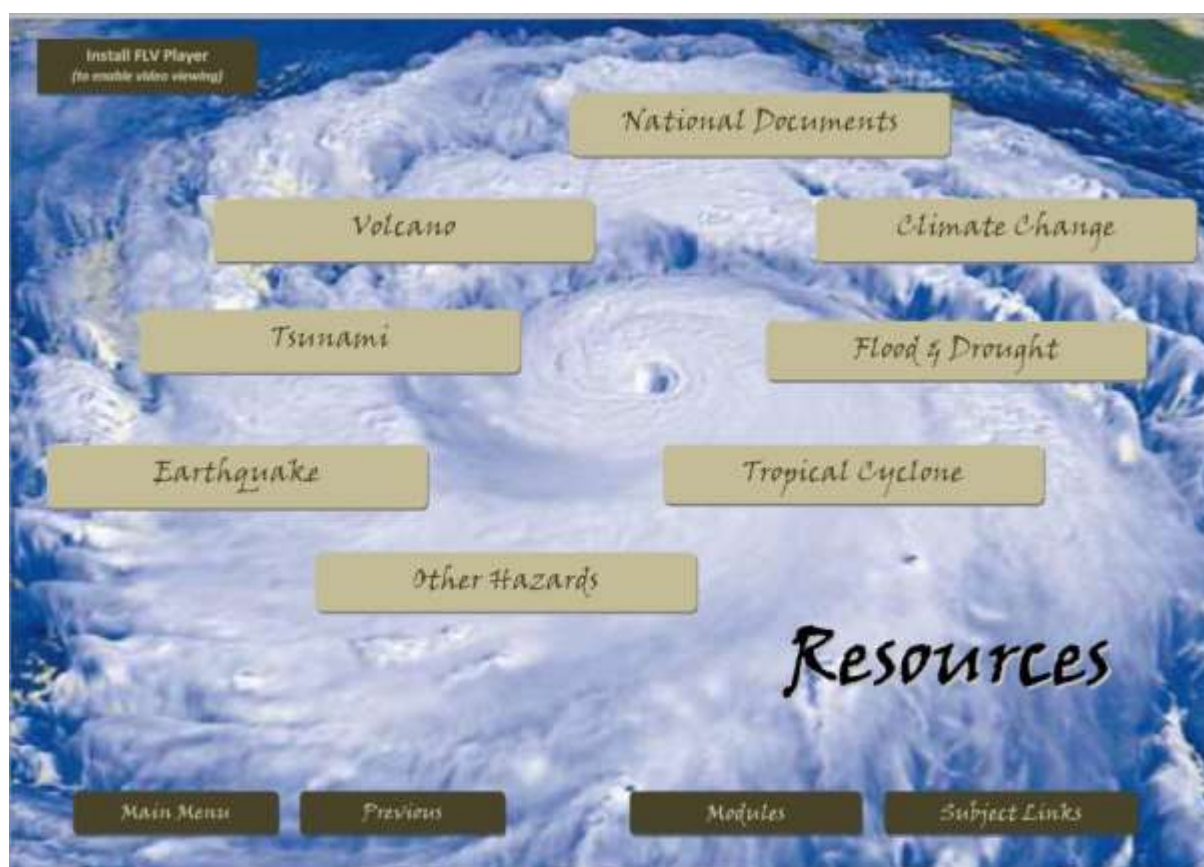 Install FLV Player
(to enable video viewing)
National Documents
Volcano
Climate Change
Tsunami
Flood & Drought
Earthquake
Tropical Cyclone
Other Hazards
Resources
Main Menu
Previous
Modules
Subject Links